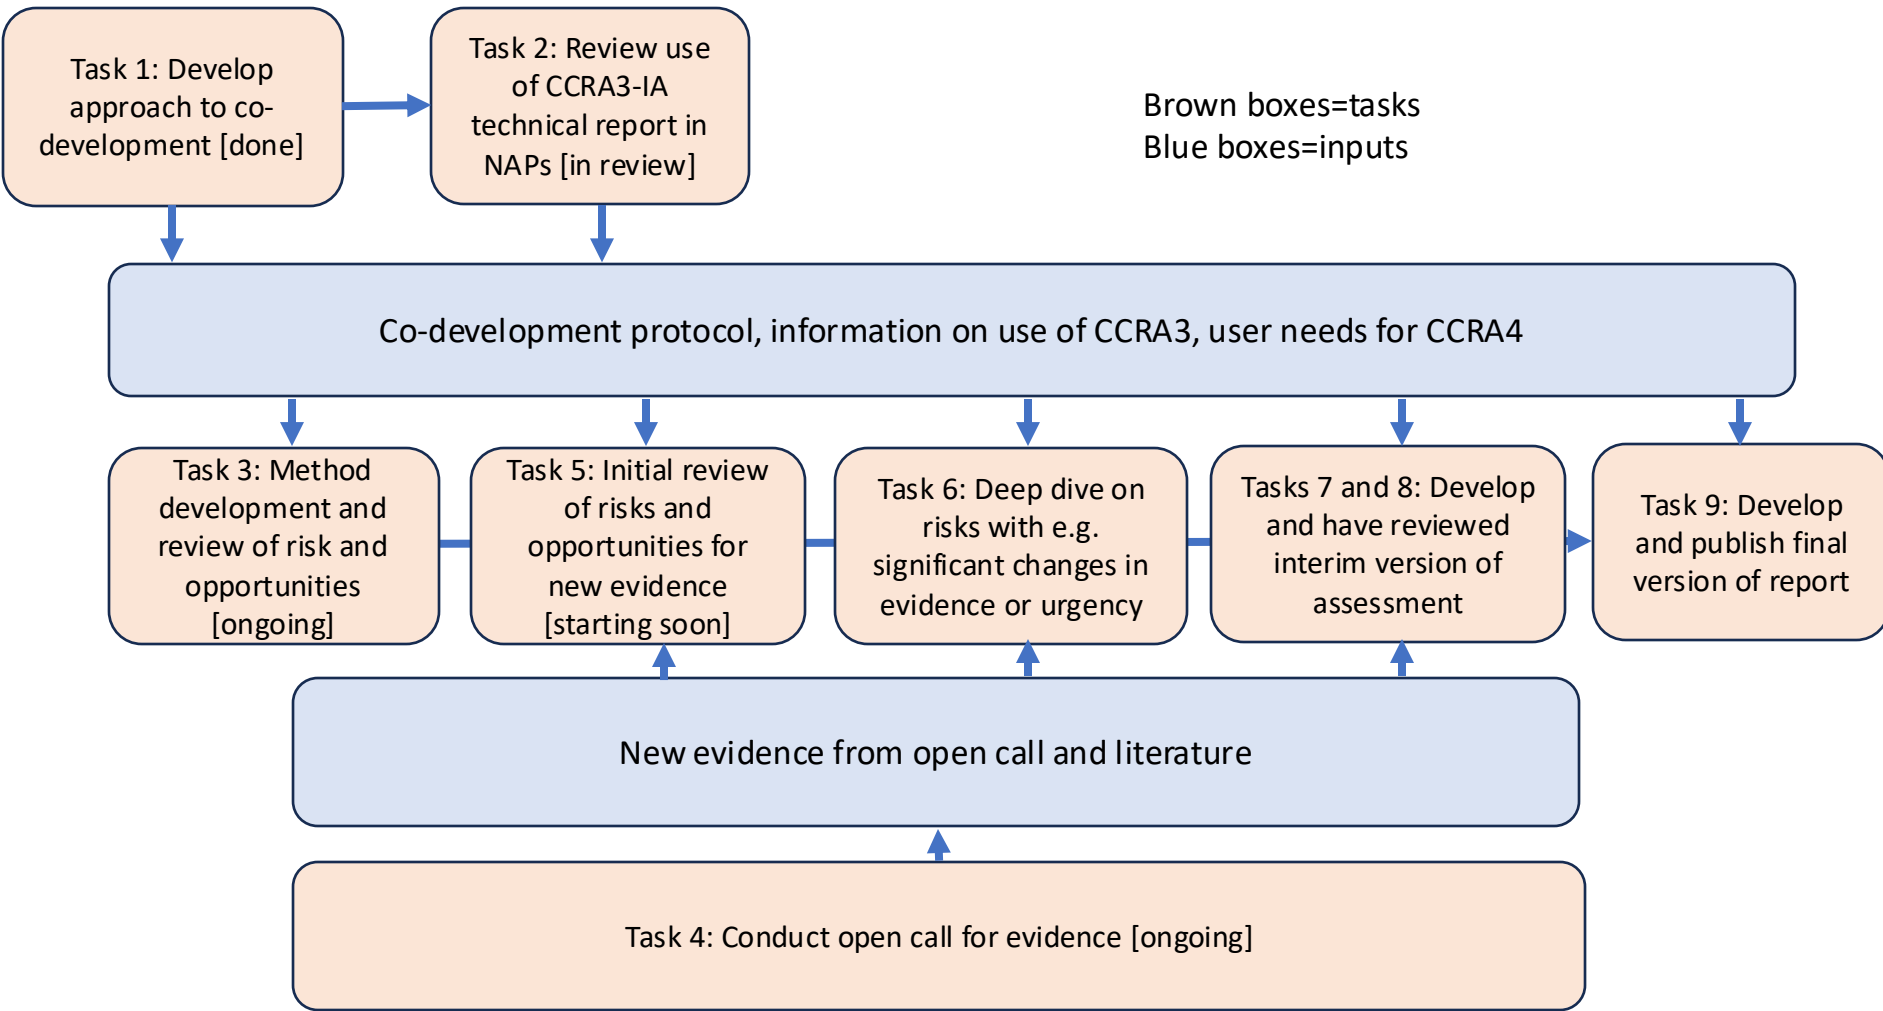 Task 1: Develop
approach to co-
development [done]
Task 2: Review use
of CCRA3-IA
technical report in
NAPs [in review]
Brown boxes=tasks
Blue boxes=inputs
Co-development protocol, information on use of CCRA3, user needs for CCRA4
Task 3: Method
development and
review of risk and
opportunities
[ongoing]
Task 5: Initial review
of risks and
opportunities for
new evidence
[starting soon]
Task 6: Deep dive on
risks with e.g.
significant changes in
evidence or urgency
Tasks 7 and 8: Develop
and have reviewed
interim version of
assessment
Task 9: Develop
and publish final
version of report
New evidence from open call and literature
Task 4: Conduct open call for evidence [ongoing]